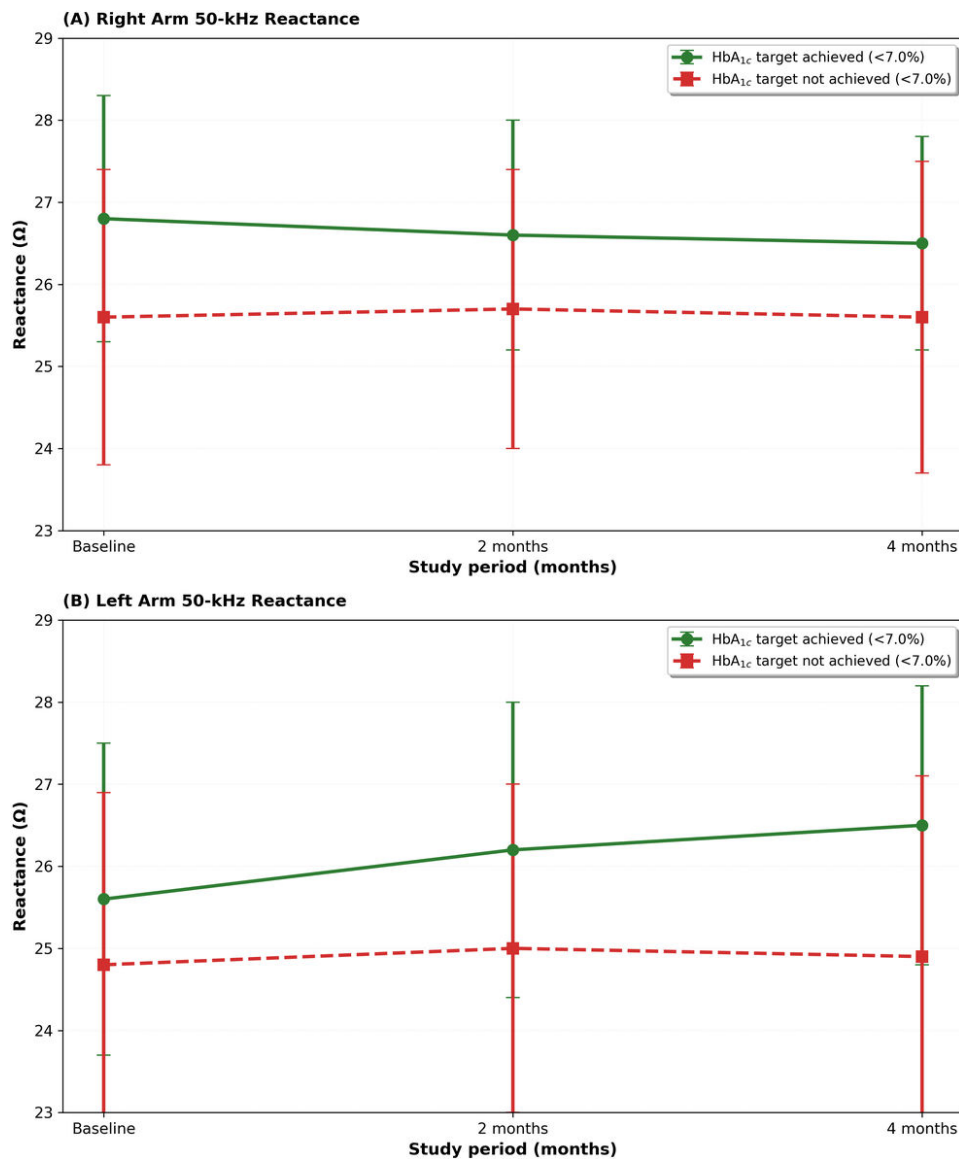 (A) Right Arm 50-kHz Reactance
29
HbA1c target achieved (<7.0%)
HbA1c target not achieved (<7.0%)
28
27
26
25
24
23
Reactance (Ω)
Baseline
2 months
4 months
Study period (months)
(B) Left Arm 50-kHz Reactance
29
HbA1c target achieved (<7.0%)
HbA1c target not achieved (<7.0%)
28
27
26
25
24
23
Reactance (Ω)
Baseline
2 months
4 months
Study period (months)